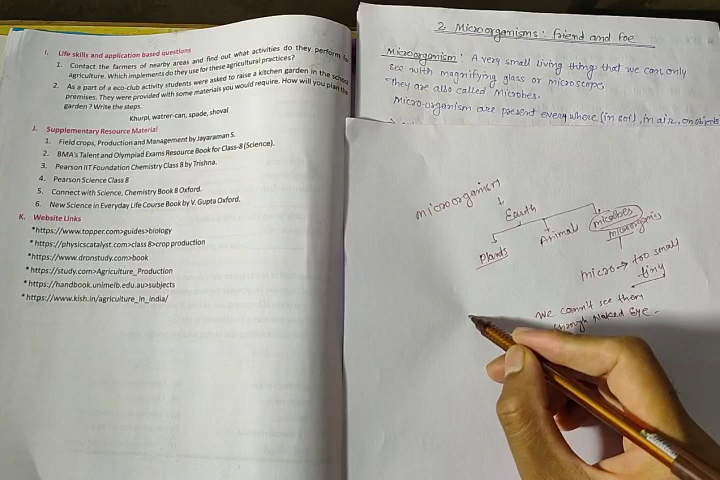 I. Life skills and application based questions
1. Contact the farmers of nearby areas and find out what activities do they perform for
agriculture. Which implements do they use for these agricultural practices?
2. As a part of a eco-club activity students were asked to raise a kitchen garden in the school
premises. They were provided with some materials you would require. How will you plan the
garden ? Write the steps.
Khurpi, watrer-can, spade, shoval
J. Supplementary Resource Material
1. Field crops, Production and Management by Jayaraman S.
2. BMA's Talent and Olympiad Exams Resource Book for Class-8 (Science).
3. Pearson IIT Foundation Chemistry Class 8 by Trishna.
4. Pearson Science Class 8
5. Connect with Science, Chemistry Book 8 Oxford.
6. New Science in Everyday Life Course Book by V. Gupta Oxford.
K. Website Links
*https://www.topper.com>guides>biology
*https://physicscatalyst.com>class 8>crop production
*https://www.dronstudy.com>book
*https://study.com>Agriculture_Production
*https://handbook.unimelb.edu.au>subjects
*https://www.kish.in/agriculture_in_india/
2. Microorganisms: friend and foe
Microorganism: A very small living things that we can only
see with magnifying glass or microscope,
They are also called Microbes.
Micro-organism are present everywhere (in soil), in air, on objects
microorganism
Earth
Plants
Animal
microbes
microorganis
micro → too small
tiny
we cann't see them
through Naked Eye -